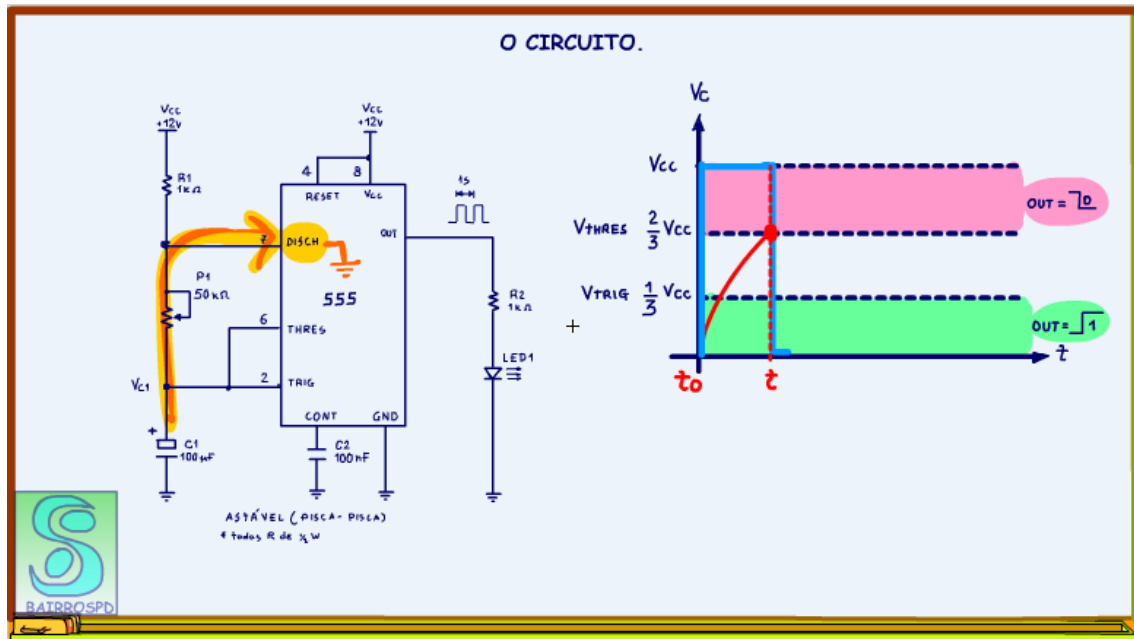 O CIRCUITO.
Vcc
+12V
R1
1KΩ
P1
50KΩ
Vc1
+
C1
100µF
Vcc
+12V
4
8
RESET
Vcc
7
DISCH
OUT
555
6
THRES
2
TRIG
CONT
GND
C2
100nF
1s
R2
1KΩ
LED1
ASTÁVEL (PISCA-PISCA)
* todos R de ¼W
Vc
Vcc
VTHRES 2/3 Vcc
VTRIG 1/3 Vcc
OUT = 0
OUT = 1
t0
t
t
BAIRROSPD